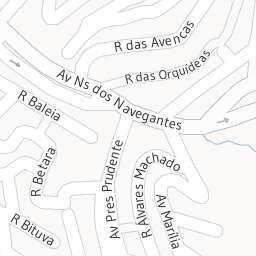 R das Avencas
R das Orquídeas
Av Ns dos Navegantes
R Baleia
R Betara
Av Pres Prudente
R Álvares Machado
Av Marília
R Bituva